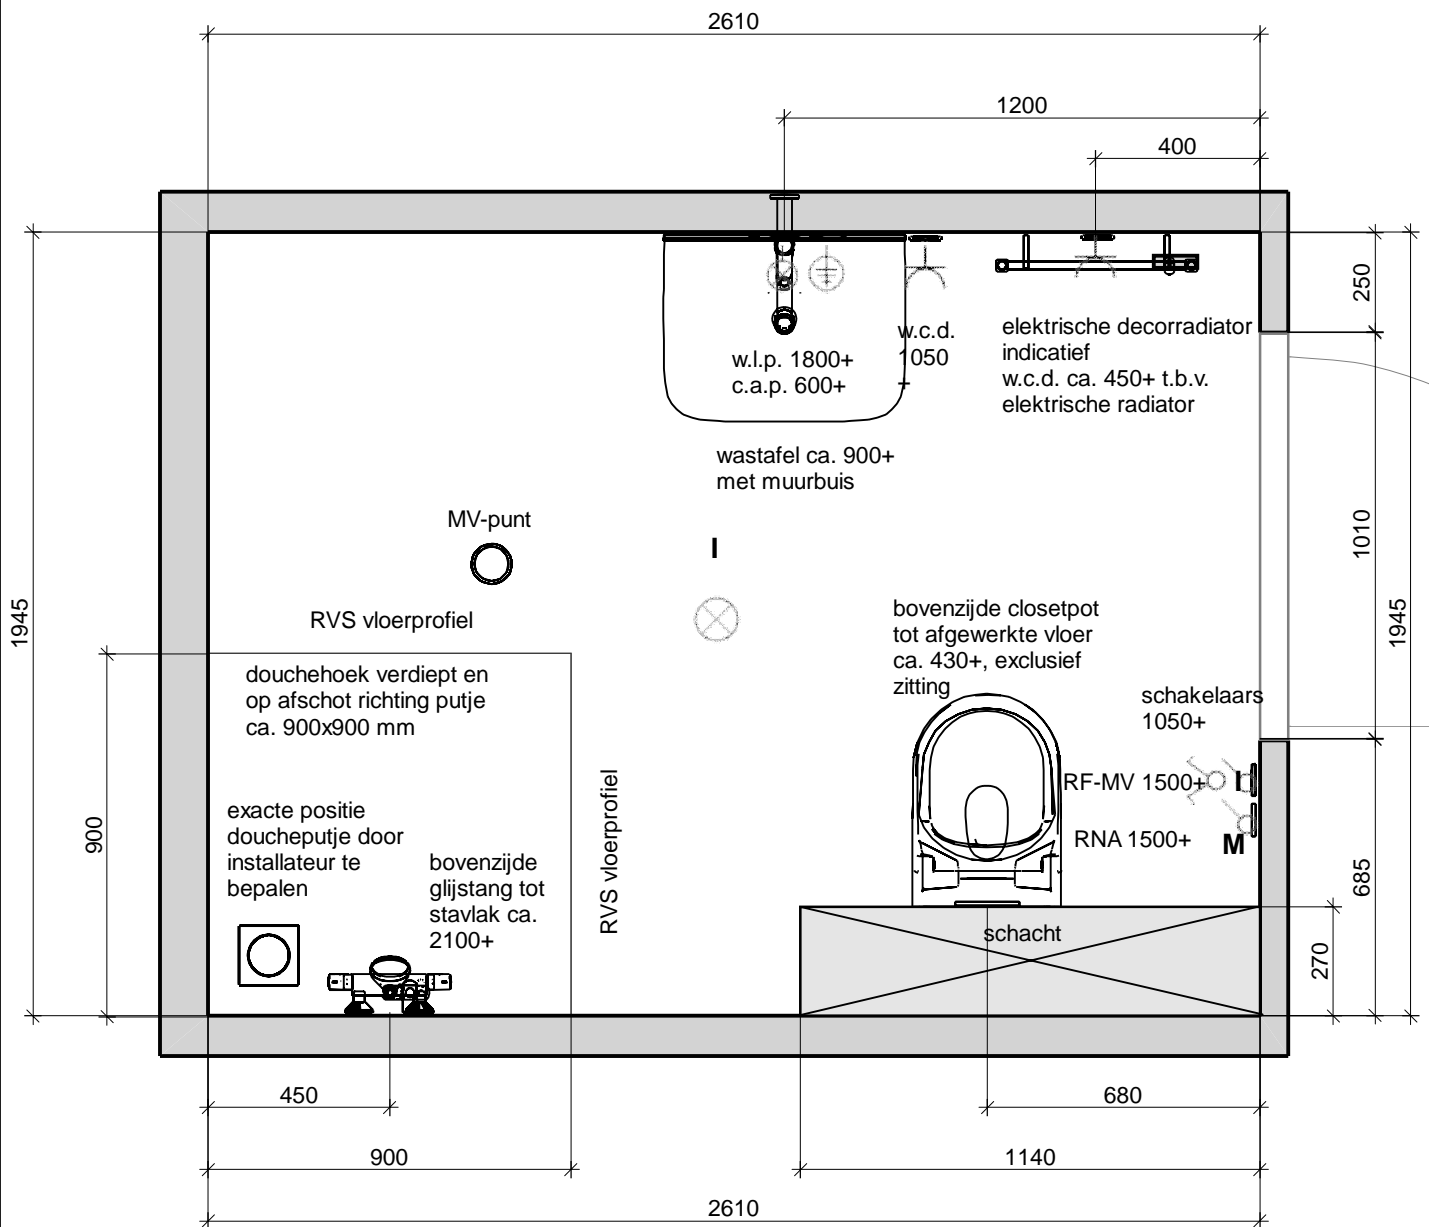 2610
1200
400
250
w.c.d.
1050
+
elektrische decorradiator
indicatief
w.c.d. ca. 450+ t.b.v.
elektrische radiator
w.l.p. 1800+
c.a.p. 600+
wastafel ca. 900+
met muurbuis
MV-punt
I
1010
1945
1945
RVS vloerprofiel
bovenzijde closetpot
tot afgewerkte vloer
ca. 430+, exclusief
zitting
douchehoek verdiept en
op afschot richting putje
ca. 900x900 mm
schakelaars
1050+
RF-MV 1500+
I
RNA 1500+
M
900
exacte positie
doucheputje door
installateur te
bepalen
bovenzijde
glijstang tot
stavlak ca.
2100+
RVS vloerprofiel
685
schacht
270
450
680
900
1140
2610